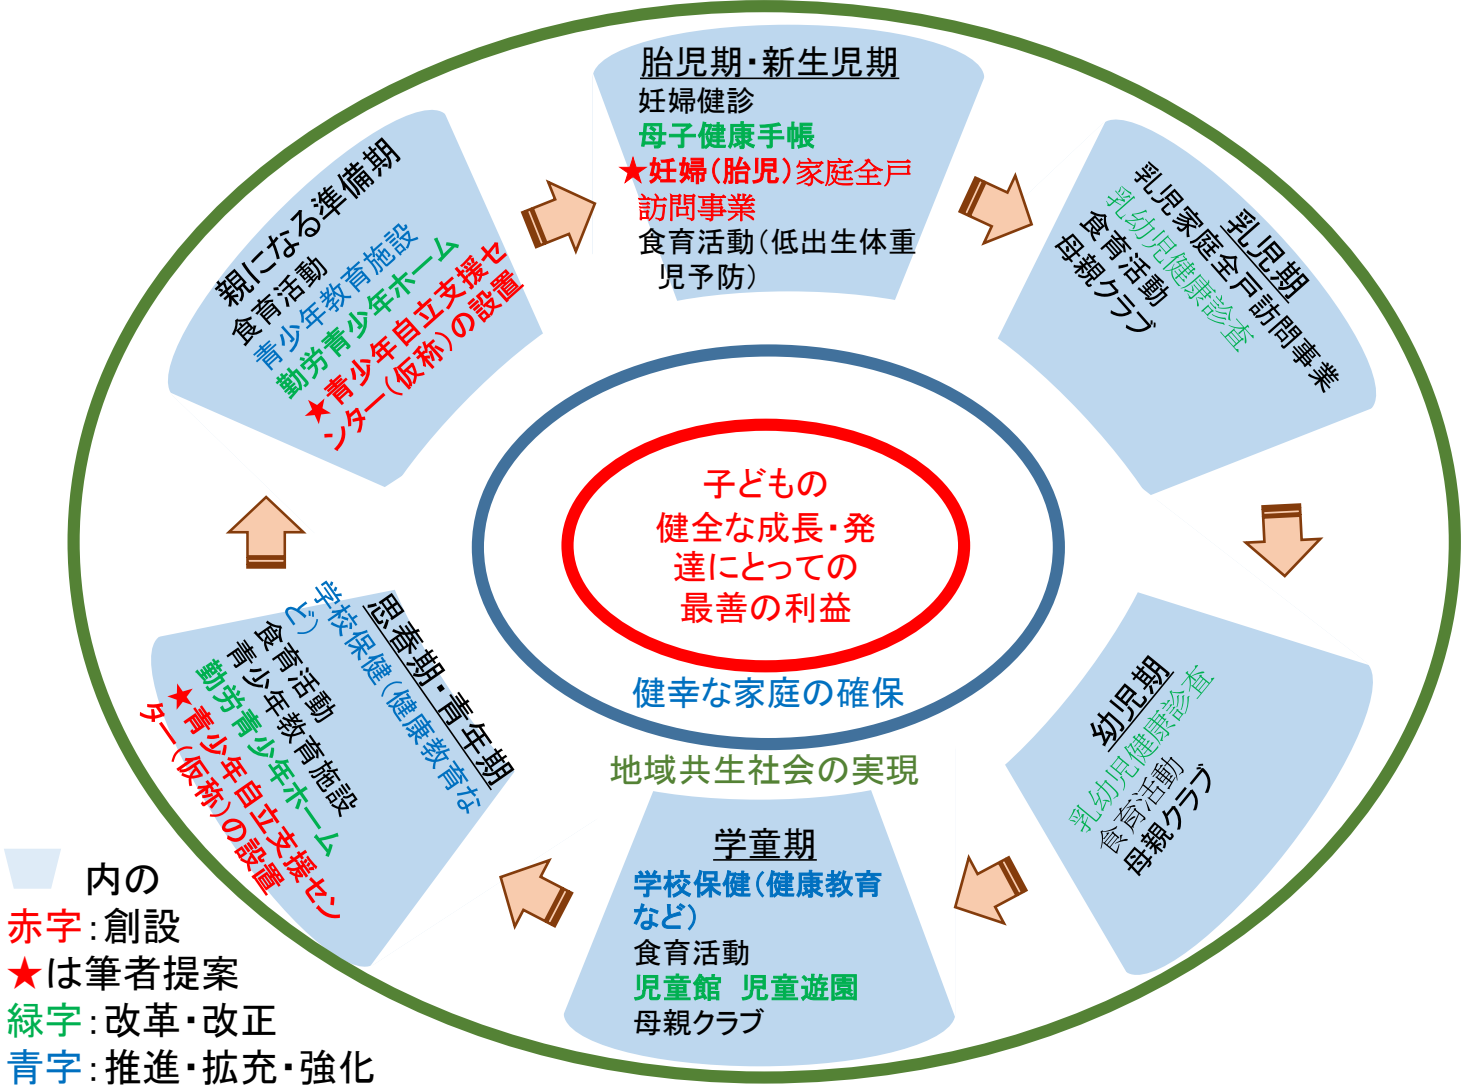 胎児期・新生児期
妊婦健診
母子健康手帳
★妊婦(胎児)家庭全戸
訪問事業
食育活動(低出生体重
児予防)
乳児期
乳児家庭全戸訪問事業
乳幼児健康診査
食育活動
母親クラブ
幼児期
乳幼児健康診査
食育活動
母親クラブ
学童期
学校保健(健康教育
など)
食育活動
児童館 児童遊園
母親クラブ
思春期・青年期
学校保健(健康教育な
ど)
食育活動
青少年教育施設
勤労青少年ホーム
★青少年自立支援セン
ター(仮称)の設置
親になる準備期
食育活動
青少年教育施設
勤労青少年ホーム
★青少年自立支援セ
ンター(仮称)の設置
子どもの
健全な成長・発
達にとっての
最善の利益
健幸な家庭の確保
地域共生社会の実現
内の
赤字:創設
★は筆者提案
緑字:改革・改正
青字:推進・拡充・強化